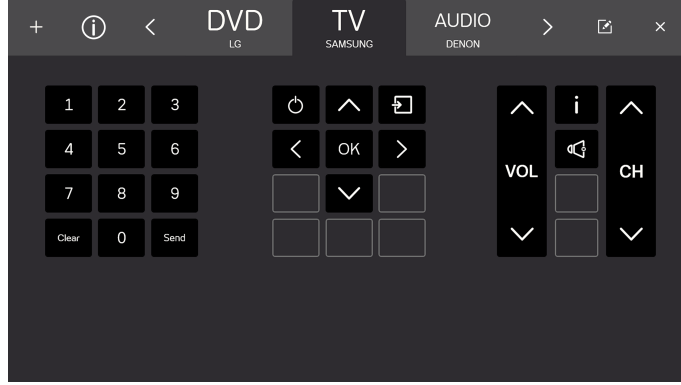 DVD
LG
TV
SAMSUNG
AUDIO
DENON
1 2 3
4 5 6
7 8 9
Clear 0 Send
OK
VOL
i
CH